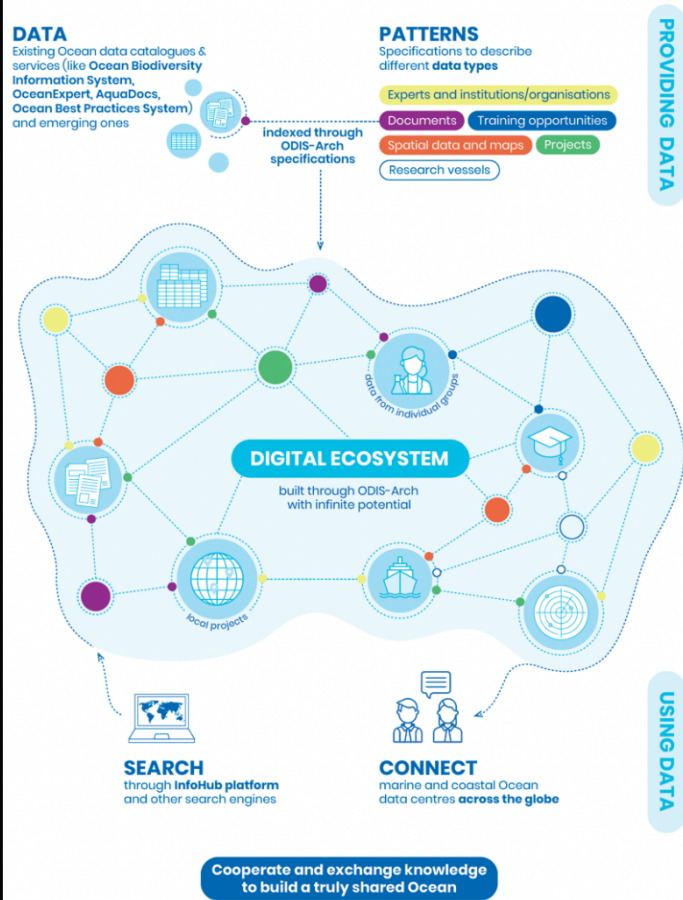 DATA
Existing Ocean data catalogues &
services (like Ocean Biodiversity
Information System,
OceanExpert, AquaDocs,
Ocean Best Practices System)
and emerging ones
PATTERNS
Specifications to describe
different data types
Experts and institutions/organisations
Documents
Training opportunities
Spatial data and maps
Projects
Research vessels
PROVIDING DATA
indexed through
ODIS-Arch
specifications
data from individual groups
DIGITAL ECOSYSTEM
built through ODIS-Arch
with infinite potential
local projects
SEARCH
through InfoHub platform
and other search engines
CONNECT
marine and coastal Ocean
data centres across the globe
USING DATA
Cooperate and exchange knowledge
to build a truly shared Ocean